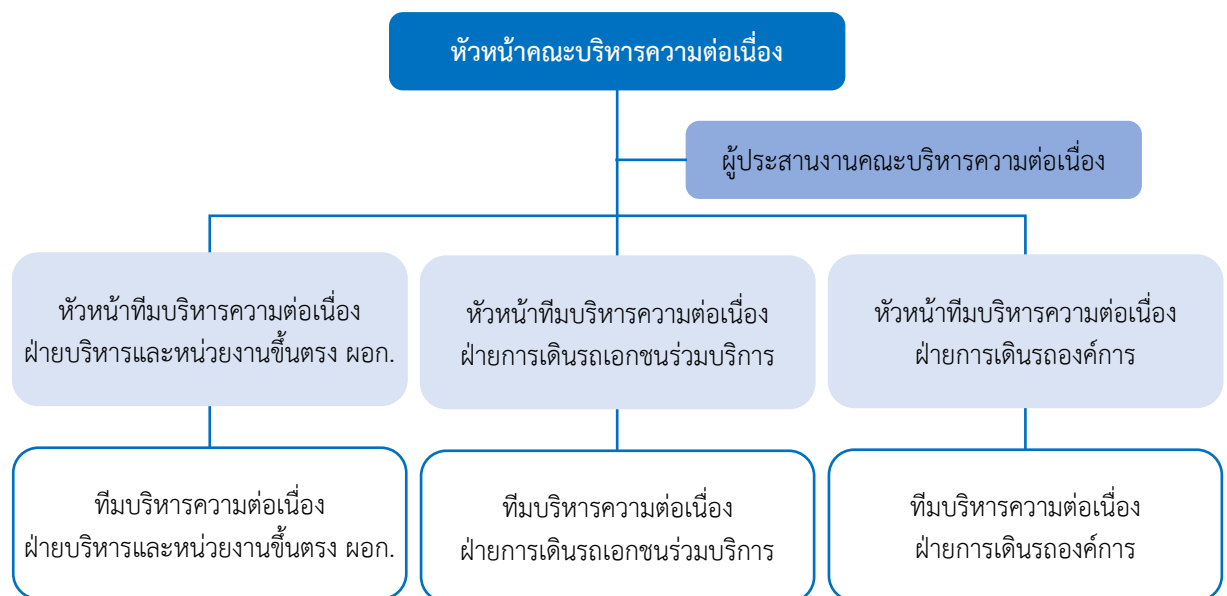 หัวหน้าคณะบริหารความต่อเนื่อง
ผู้ประสานงานคณะบริหารความต่อเนื่อง
หัวหน้าทีมบริหารความต่อเนื่อง
ฝ่ายบริหารและหน่วยงานขึ้นตรง ผอก.
หัวหน้าทีมบริหารความต่อเนื่อง
ฝ่ายการเดินรถเอกชนร่วมบริการ
หัวหน้าทีมบริหารความต่อเนื่อง
ฝ่ายการเดินรถองค์การ
ทีมบริหารความต่อเนื่อง
ฝ่ายบริหารและหน่วยงานขึ้นตรง ผอก.
ทีมบริหารความต่อเนื่อง
ฝ่ายการเดินรถเอกชนร่วมบริการ
ทีมบริหารความต่อเนื่อง
ฝ่ายการเดินรถองค์การ